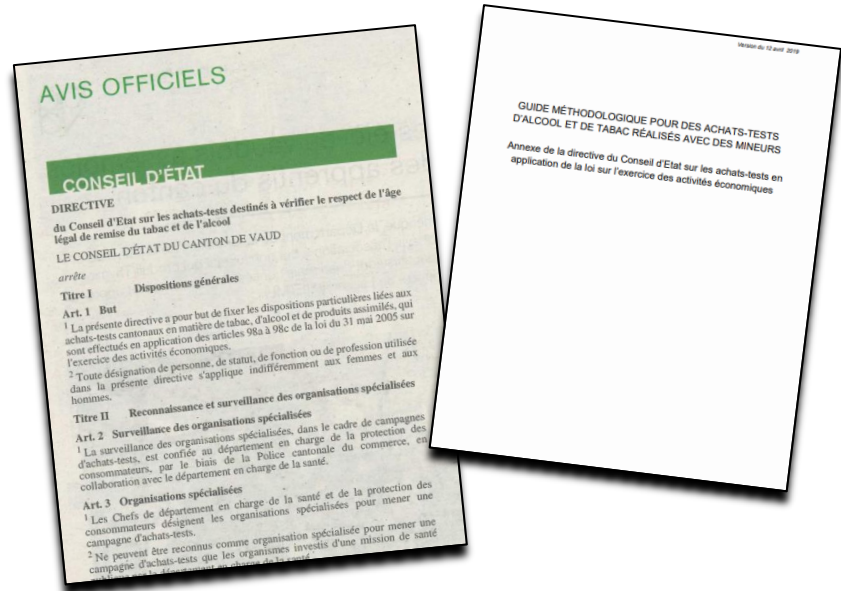 AVIS OFFICIELS
CONSEIL D'ÉTAT
DIRECTIVE
du Conseil d'Etat sur les achats-tests destinés à vérifier le respect de l'âge
légal de remise du tabac et de l'alcool
LE CONSEIL D'ÉTAT DU CANTON DE VAUD
arrête
Titre I Dispositions générales
Art. 1 But
1 La présente directive a pour but de fixer les dispositions particulières liées aux
achats-tests cantonaux en matière de tabac, d'alcool et de produits assimilés, qui
sont effectués en application des articles 98a à 98c de la loi du 31 mai 2005 sur
l'exercice des activités économiques.
2 Toute désignation de personne, de statut, de fonction ou de profession utilisée
dans la présente directive s'applique indifféremment aux femmes et aux
hommes.
Titre II Reconnaissance et surveillance des organisations spécialisées
Art. 2 Surveillance des organisations spécialisées
1 La surveillance des organisations spécialisées, dans le cadre de campagnes
d'achats-tests, est confiée au département en charge de la protection des
consommateurs, par le biais de la Police cantonale du commerce, en
collaboration avec le département en charge de la santé.
Art. 3 Organisations spécialisées
1 Les Chefs de département en charge de la santé et de la protection des
consommateurs désignent les organisations spécialisées pour mener une
campagne d'achats-tests.
2 Ne peuvent être reconnus comme organisation spécialisée pour mener une
campagne d'achats-tests que les organismes investis d'une mission de santé
publique par le département en charge de la santé
Version du 12 avril 2019
GUIDE MÉTHODOLOGIQUE POUR DES ACHATS-TESTS
D'ALCOOL ET DE TABAC RÉALISÉS AVEC DES MINEURS
Annexe de la directive du Conseil d'Etat sur les achats-tests en
application de la loi sur l'exercice des activités économiques